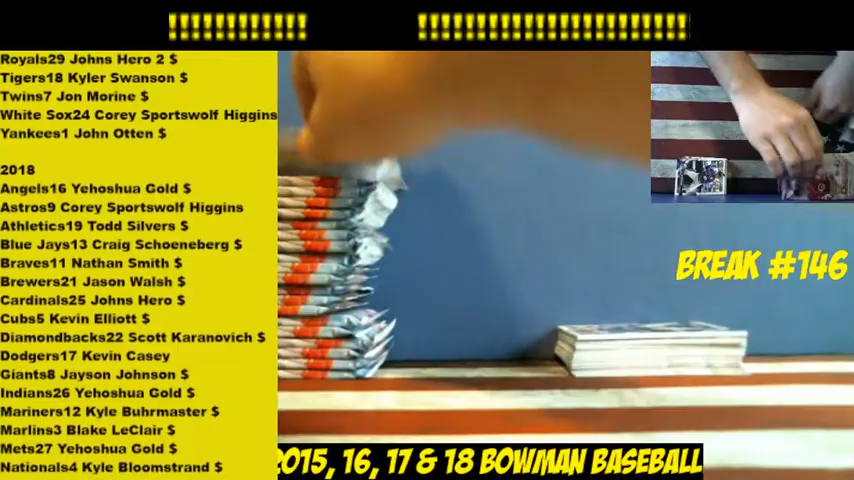 !!!!!!!!!!!! !!!!!!!!!!!!!!!!!!!!!!!!
Royals29 Johns Hero 2 $
Tigers18 Kyler Swanson $
Twins7 Jon Morine $
White Sox24 Corey Sportswolf Higgins
Yankees1 John Otten $
2018
Angels16 Yehoshua Gold $
Astros9 Corey Sportswolf Higgins
Athletics19 Todd Silvers $
Blue Jays13 Craig Schoeneberg $
Braves11 Nathan Smith $
Brewers21 Jason Walsh $
Cardinals25 Johns Hero $
Cubs5 Kevin Elliott $
Diamondbacks22 Scott Karanovich $
Dodgers17 Kevin Casey
Giants8 Jayson Johnson $
Indians26 Yehoshua Gold $
Mariners12 Kyle Buhrmaster $
Marlins3 Blake LeClair $
Mets27 Yehoshua Gold $
Nationals4 Kyle Bloomstrand $
BREAK #146
2015, 16, 17 & 18 BOWMAN BASEBALL